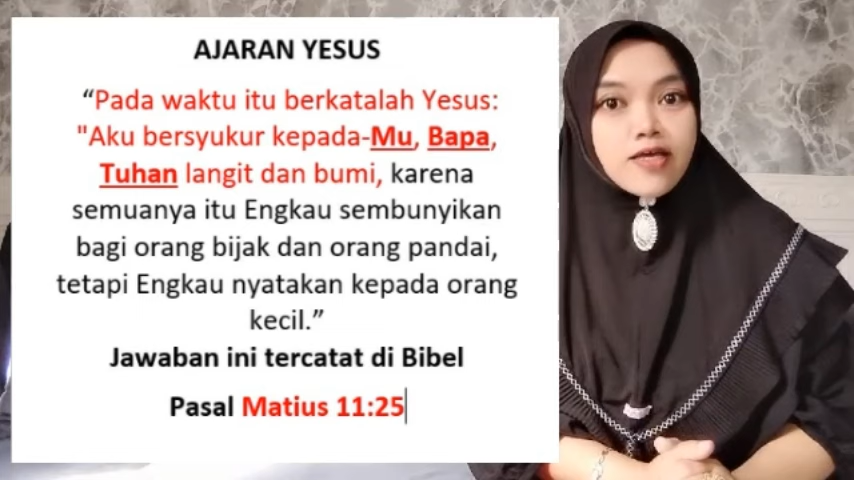 AJARAN YESUS
“Pada waktu itu berkatalah Yesus:
"Aku bersyukur kepada-Mu, Bapa,
Tuhan langit dan bumi, karena
semuanya itu Engkau sembunyikan
bagi orang bijak dan orang pandai,
tetapi Engkau nyatakan kepada orang
kecil.”
Jawaban ini tercatat di Bibel
Pasal Matius 11:25